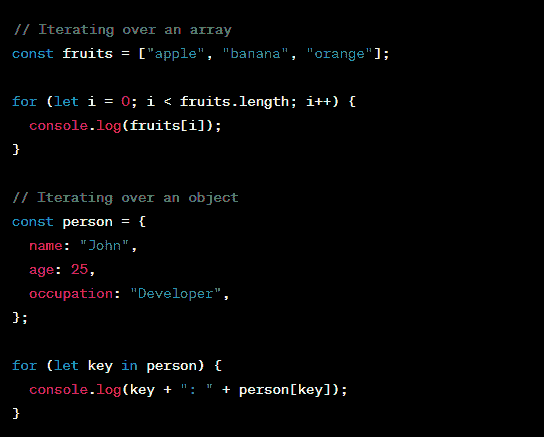 // Iterating over an array
const fruits = ["apple", "banana", "orange"];
for (let i = 0; i < fruits.length; i++) {
  console.log(fruits[i]);
}
// Iterating over an object
const person = {
  name: "John",
  age: 25,
  occupation: "Developer",
};
for (let key in person) {
  console.log(key + ": " + person[key]);
}